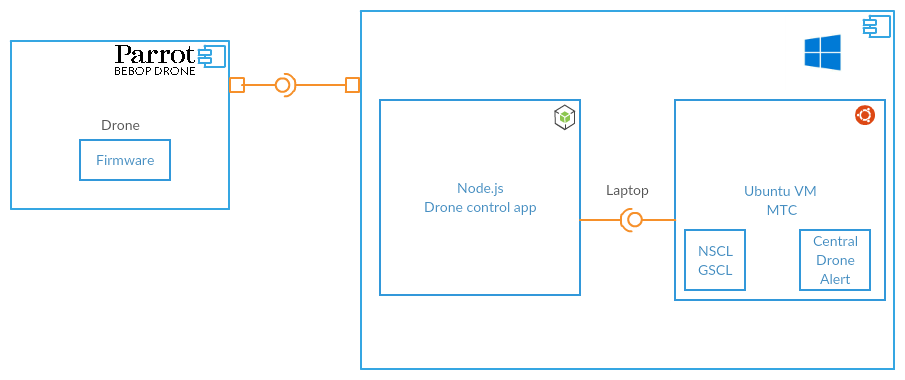 Parrot
BEBOP DRONE
Drone
Firmware
Node.js
Drone control app
Laptop
Ubuntu VM
MTC
NSCL
GSCL
Central
Drone
Alert